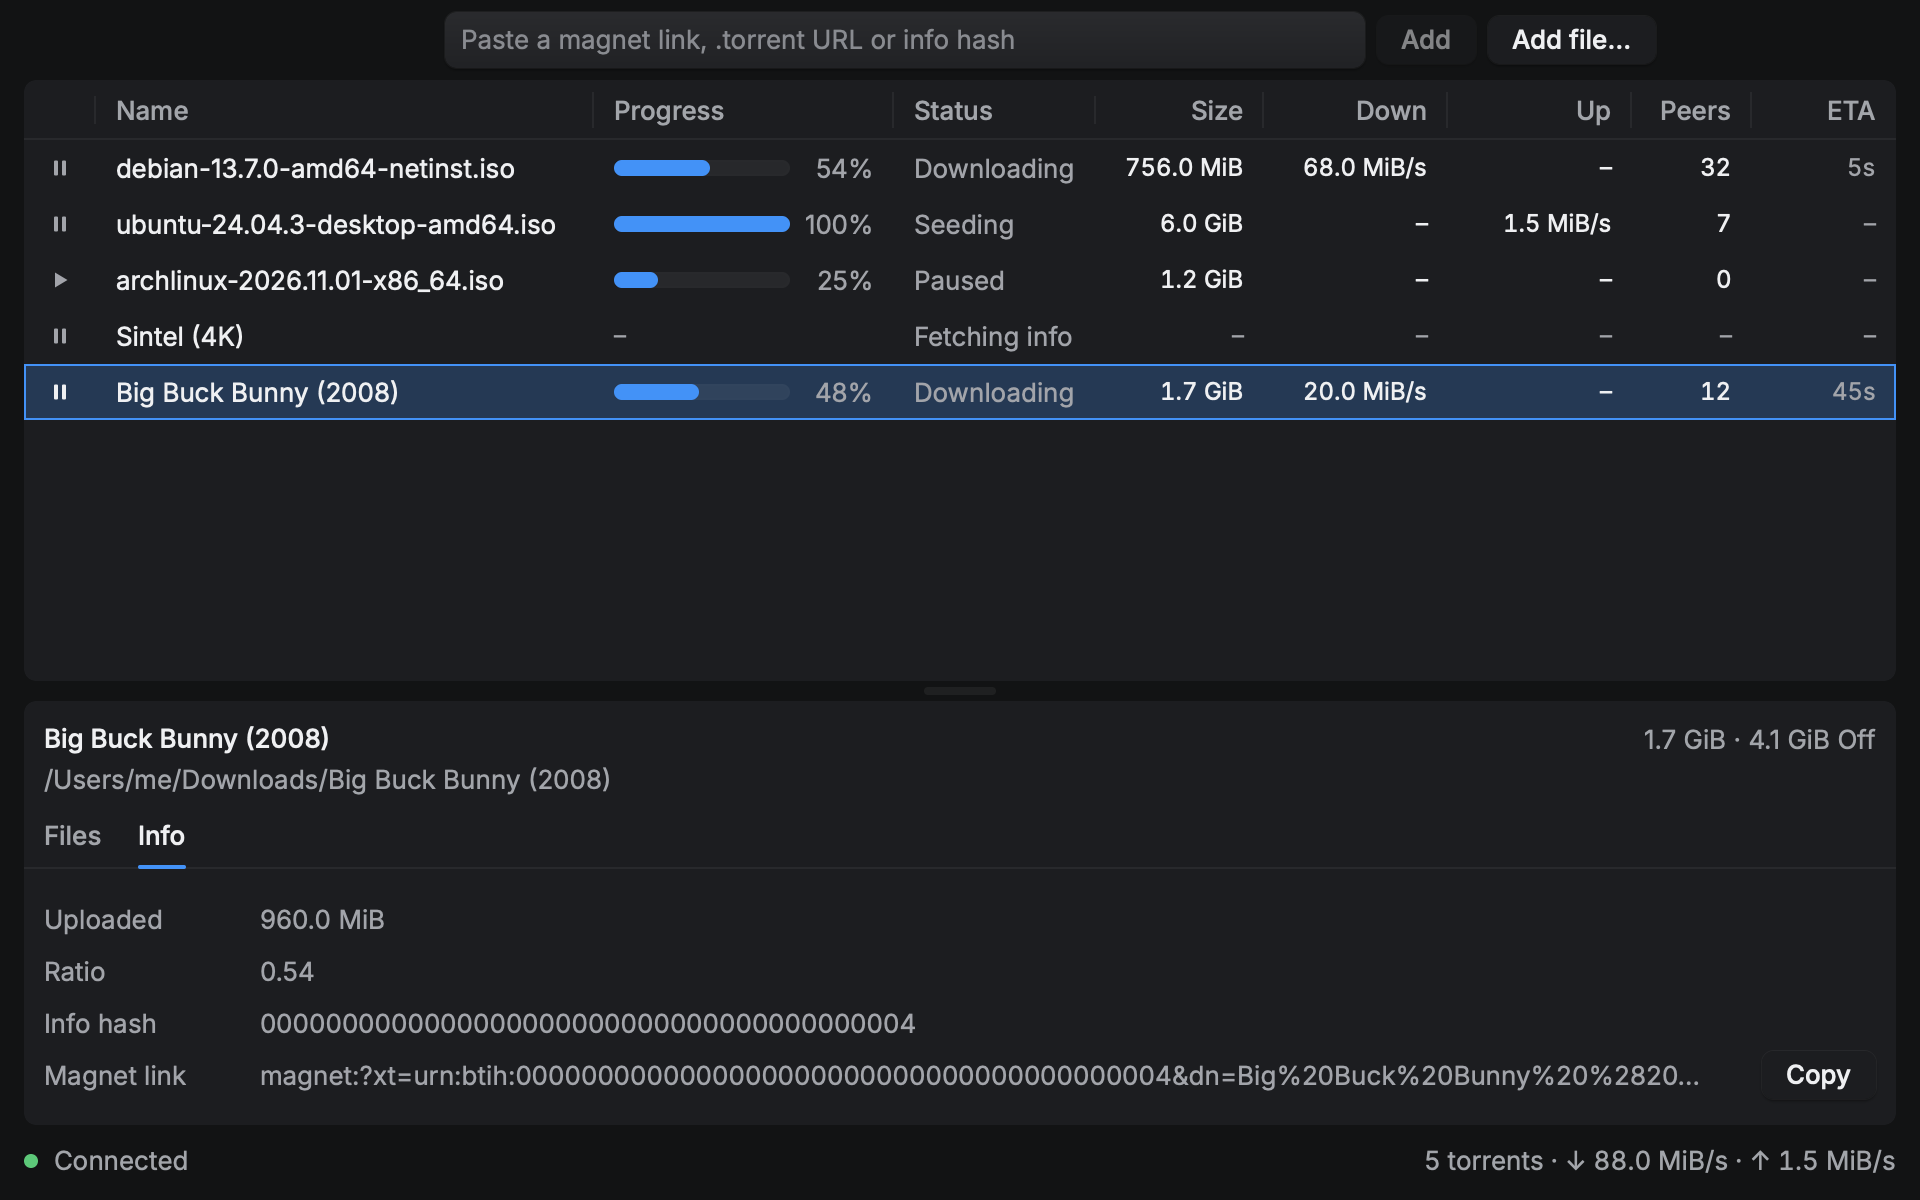 Paste a magnet link, .torrent URL or info hash Add Add file...
Name Progress Status Size Down Up Peers ETA
debian-13.7.0-amd64-netinst.iso 54% Downloading 756.0 MiB 68.0 MiB/s – 32 5s
ubuntu-24.04.3-desktop-amd64.iso 100% Seeding 6.0 GiB – 1.5 MiB/s 7 –
archlinux-2026.11.01-x86_64.iso 25% Paused 1.2 GiB – – 0 –
Sintel (4K) – Fetching info – – – – –
Big Buck Bunny (2008) 48% Downloading 1.7 GiB 20.0 MiB/s – 12 45s
Big Buck Bunny (2008) 1.7 GiB · 4.1 GiB Off
/Users/me/Downloads/Big Buck Bunny (2008)
Files Info
Uploaded 960.0 MiB
Ratio 0.54
Info hash 0000000000000000000000000000000000000004
Magnet link magnet:?xt=urn:btih:0000000000000000000000000000000000000004&dn=Big%20Buck%20Bunny%20%2820... Copy
Connected 5 torrents · ↓ 88.0 MiB/s · ↑ 1.5 MiB/s